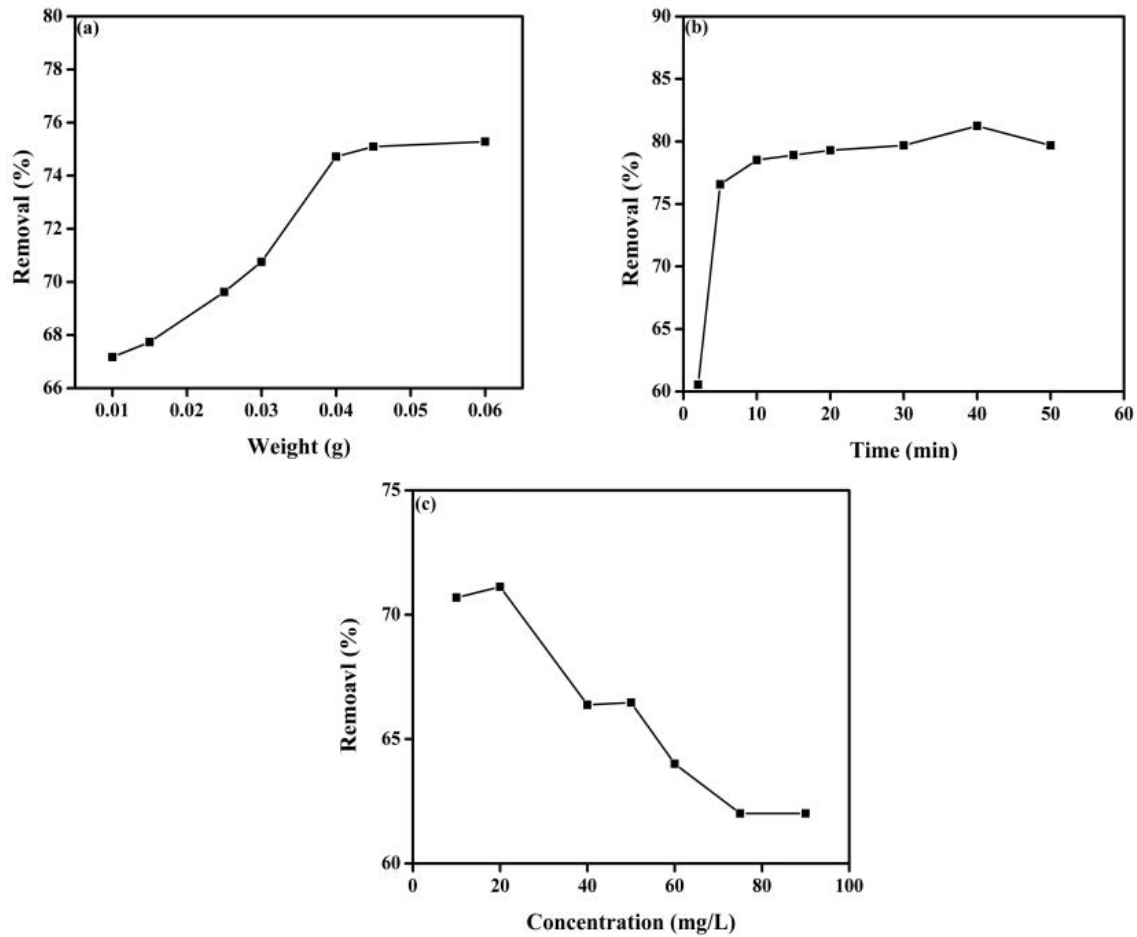 (a)
80
78
76
74
72
70
68
66
Removal (%)
0.01 0.02 0.03 0.04 0.05 0.06
Weight (g)
(b)
90
85
80
75
70
65
60
Removal (%)
0 10 20 30 40 50 60
Time (min)
(c)
75
70
65
60
Remoavl (%)
0 20 40 60 80 100
Concentration (mg/L)